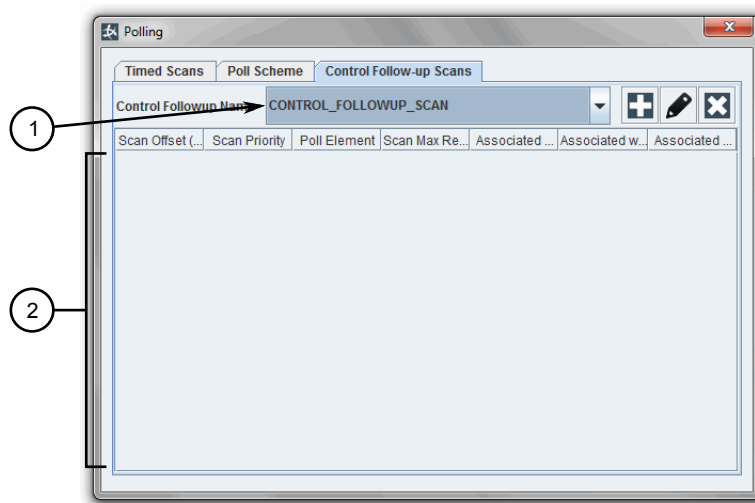 Polling
Timed Scans Poll Scheme Control Follow-up Scans
Control Followup Nam CONTROL_FOLLOWUP_SCAN
1
Scan Offset (... Scan Priority Poll Element Scan Max Re... Associated ... Associated w... Associated ...
2